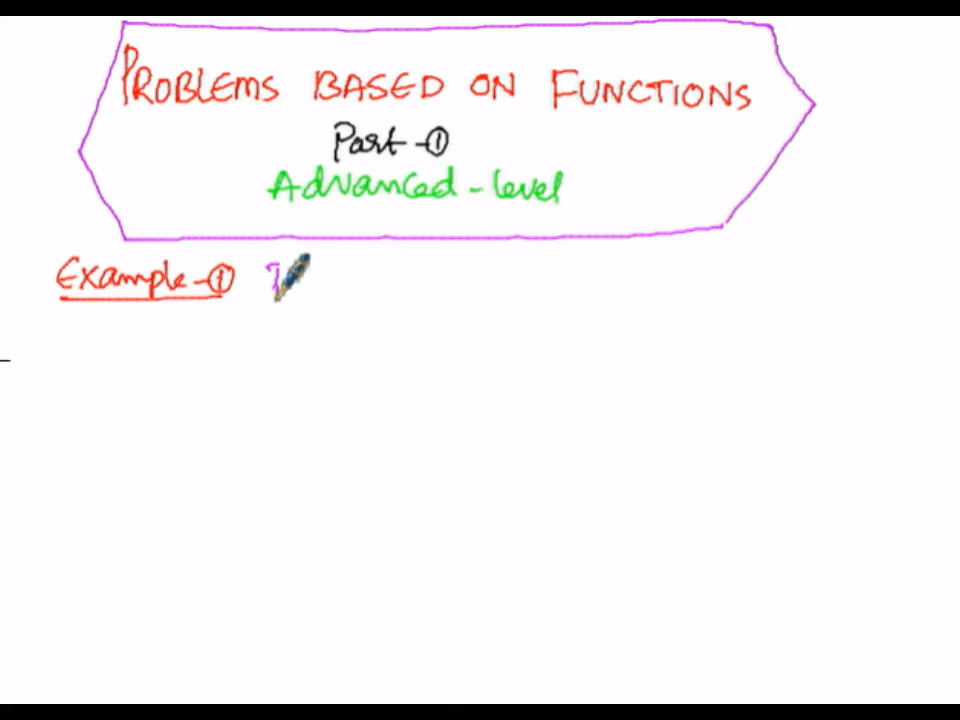 PROBLEMS BASED ON FUNCTIONS
Part-①
Advanced-level
Example-①